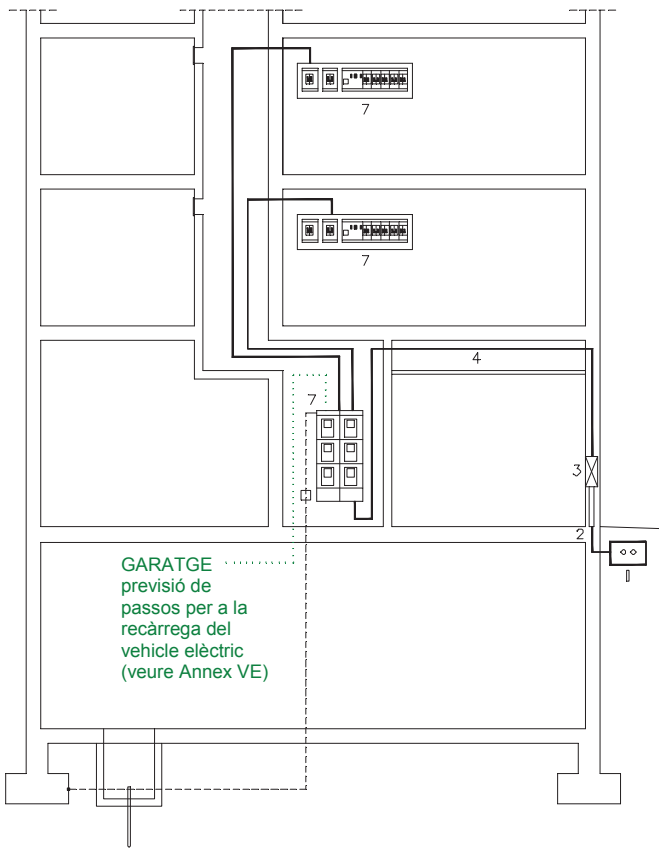 7
7
4
7
3
2
1
GARATGE
previsió de
passos per a la
recàrrega del
vehicle elèctric
(veure Annex VE)